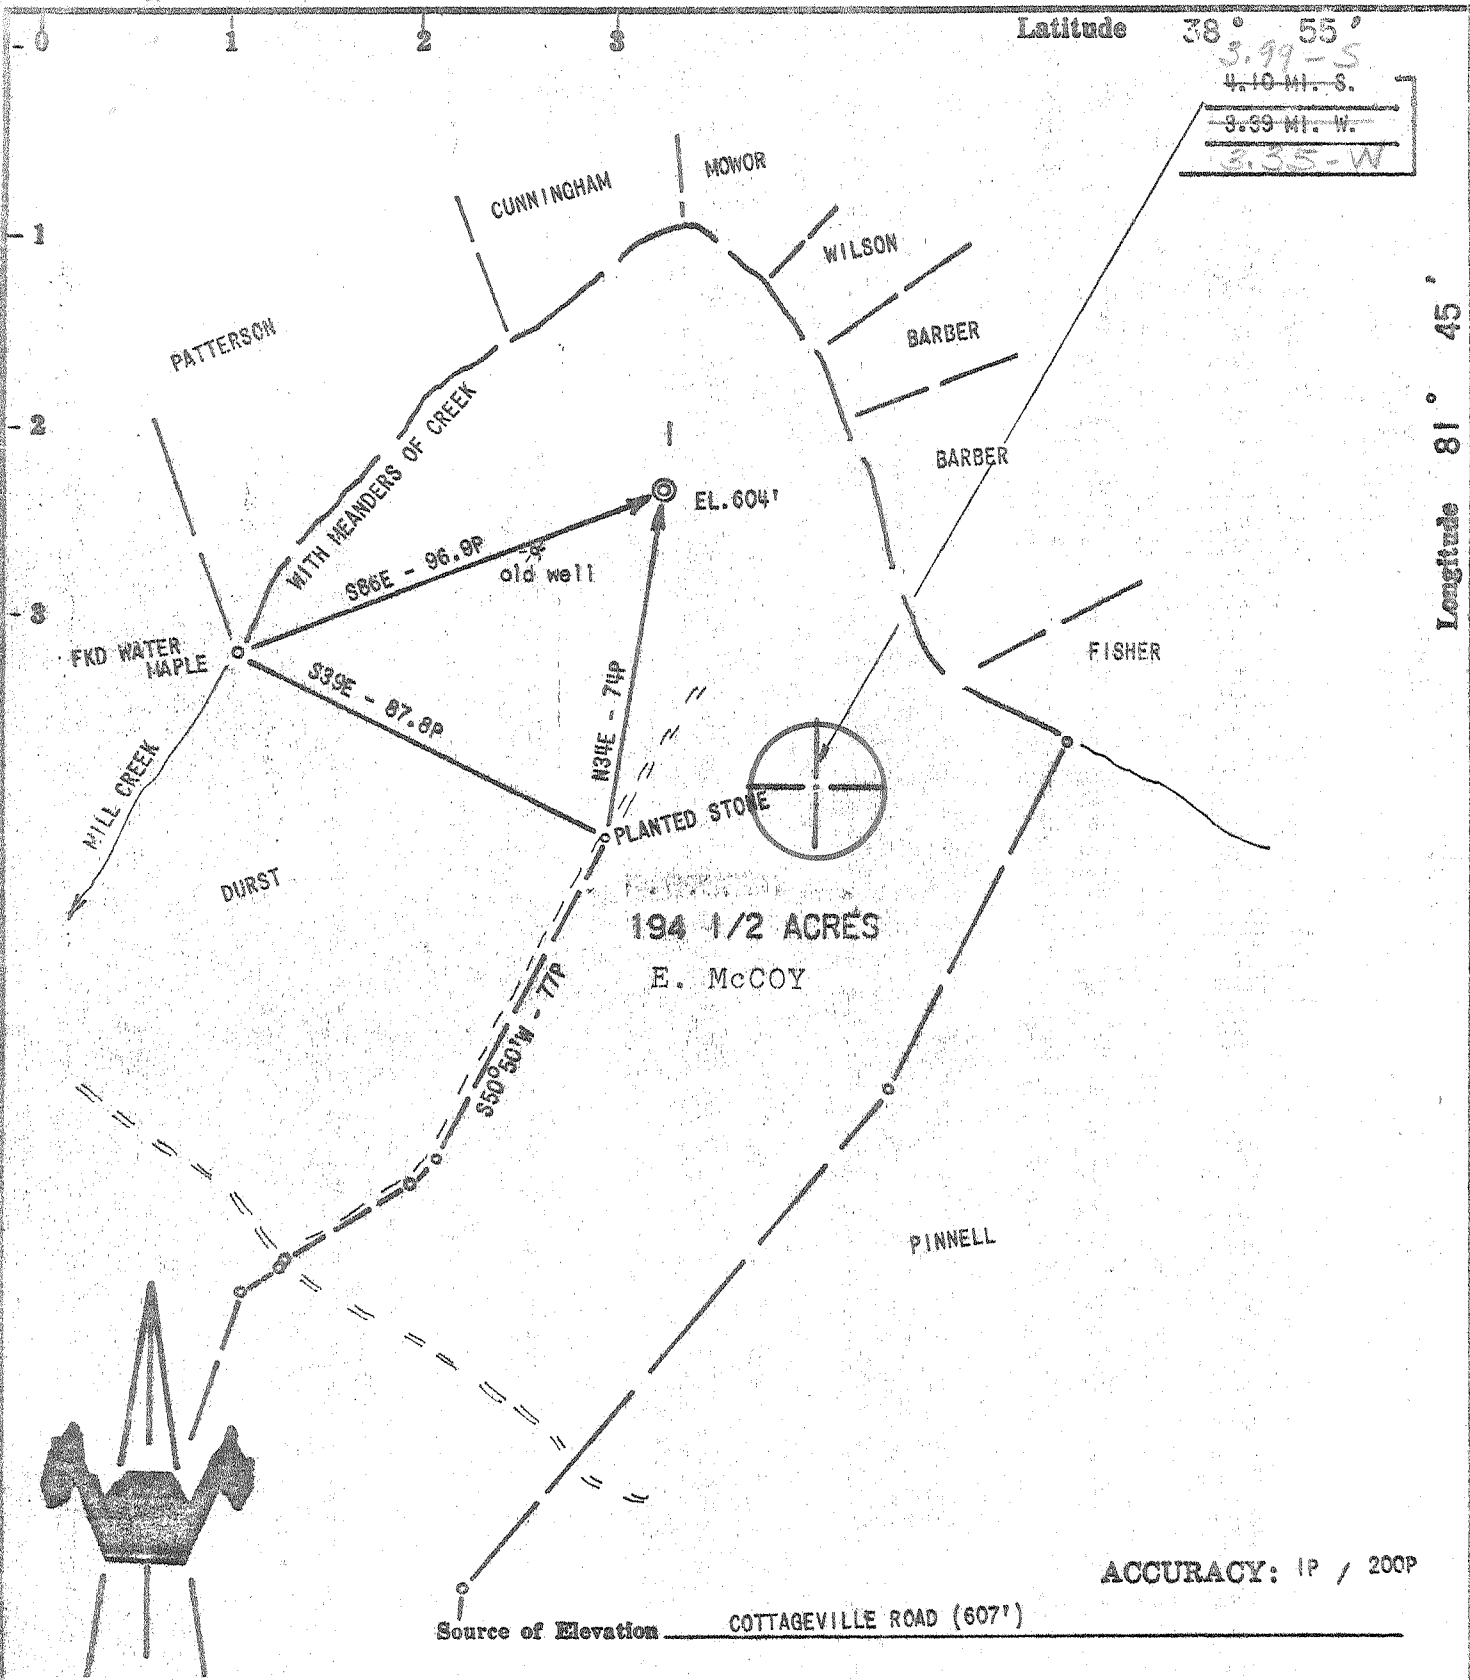 - 0
1
2
3
Latitude 38° 55'
3.99-S
4.10 MI. S.
3.39 MI. W.
3.35-W
- 1
MOWOR
CUNNINGHAM
WILSON
PATTERSON
BARBER
- 2
BARBER
Longitude 81° 45'
WITH MEANDERS OF CREEK
EL.604'
S86E - 96.9P
old well
- 3
FKD WATER
MAPLE
FISHER
S39E - 87.8P
N34E - 74P
MILL CREEK
PLANTED STONE
DURST
194 1/2 ACRES
E. McCOY
S50°50'W - 77P
PINNELL
ACCURACY: 1P / 200P
Source of Elevation COTTAGEVILLE ROAD (607')